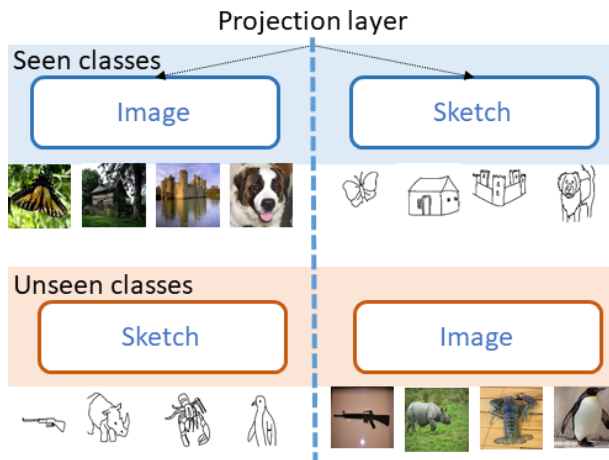 Projection layer
Seen classes
Image
Sketch
Unseen classes
Sketch
Image